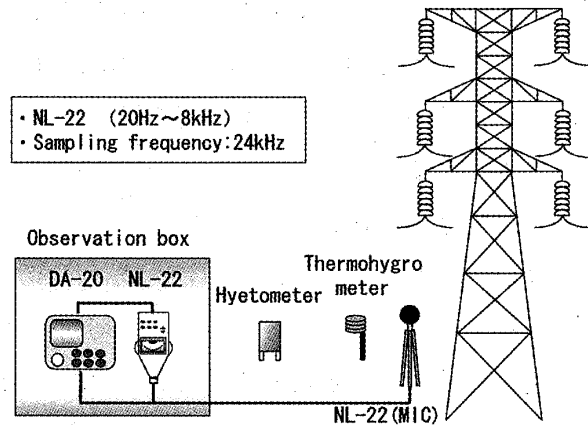 ・NL-22 (20Hz～8kHz)
・Sampling frequency:24kHz
Observation box
DA-20 NL-22
Hyetometer
Thermohygro
meter
NL-22(MIC)